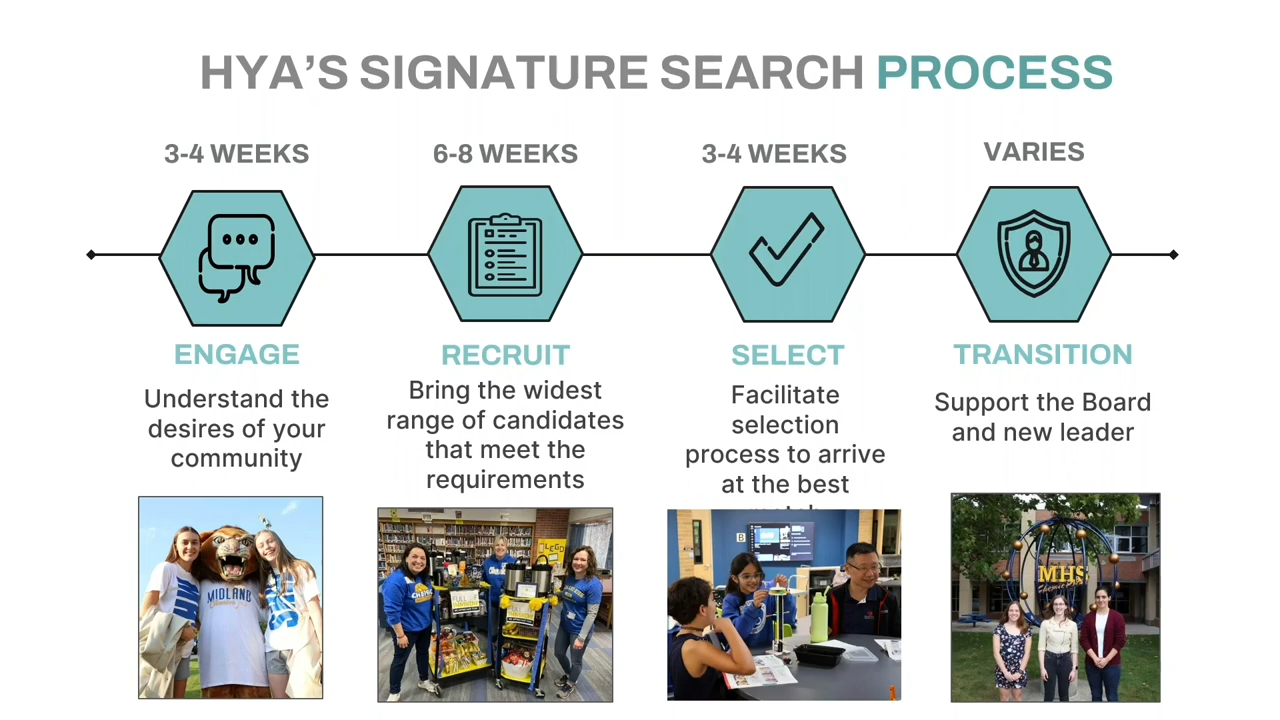 HYA'S SIGNATURE SEARCH PROCESS
3-4 WEEKS
6-8 WEEKS
3-4 WEEKS
VARIES
ENGAGE
RECRUIT
SELECT
TRANSITION
Understand the
desires of your
community
Bring the widest
range of candidates
that meet the
requirements
Facilitate
selection
process to arrive
at the best
Support the Board
and new leader
MIDLAND
CHEMIC
LEGO
B
MHS